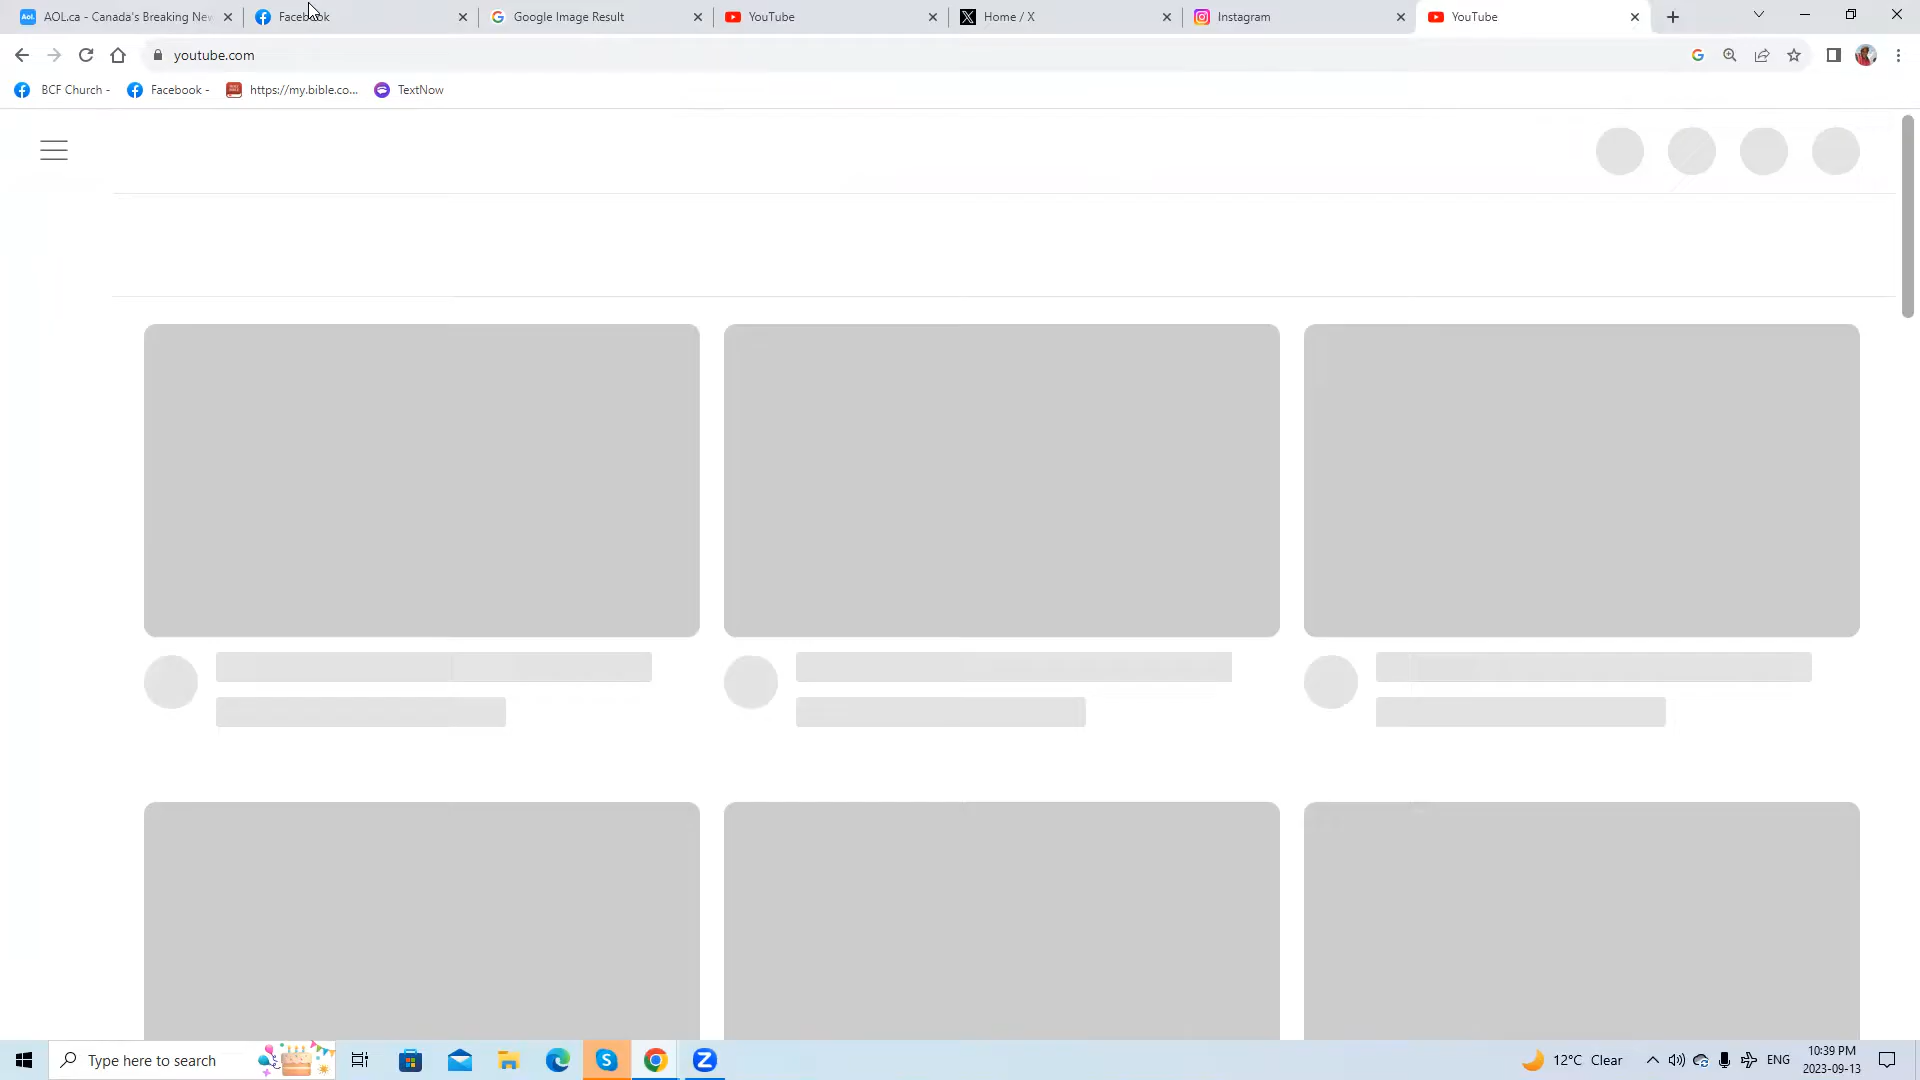 AOL.ca - Canada's Breaking Nev
Facebook
Google Image Result
YouTube
Home / X
Instagram
YouTube
youtube.com
BCF Church -
Facebook -
https://my.bible.co...
TextNow
Type here to search
12°C Clear
ENG
10:39 PM
2023-09-13